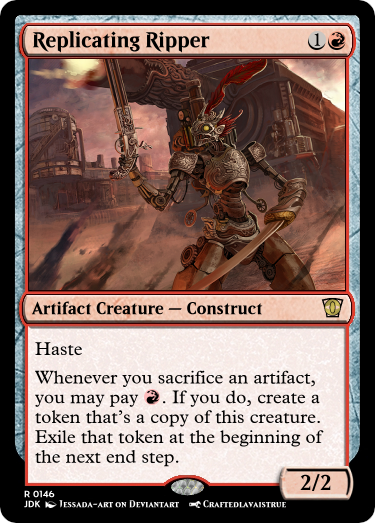 Replicating Ripper 1
Artifact Creature — Construct
Haste
Whenever you sacrifice an artifact,
you may pay . If you do, create a
token that's a copy of this creature.
Exile that token at the beginning of
the next end step.
2/2
R 0146
JDK Jessada-art on Deviantart Craftedlavaistrue